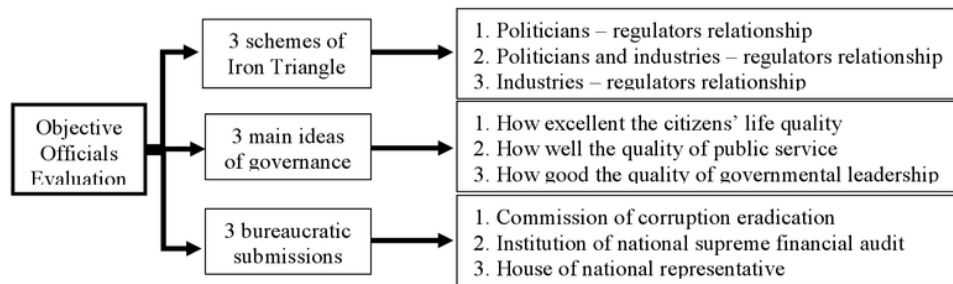 Objective
Officials
Evaluation
3 schemes of
Iron Triangle
1. Politicians – regulators relationship
2. Politicians and industries – regulators relationship
3. Industries – regulators relationship
3 main ideas
of governance
1. How excellent the citizens’ life quality
2. How well the quality of public service
3. How good the quality of governmental leadership
3 bureaucratic
submissions
1. Commission of corruption eradication
2. Institution of national supreme financial audit
3. House of national representative